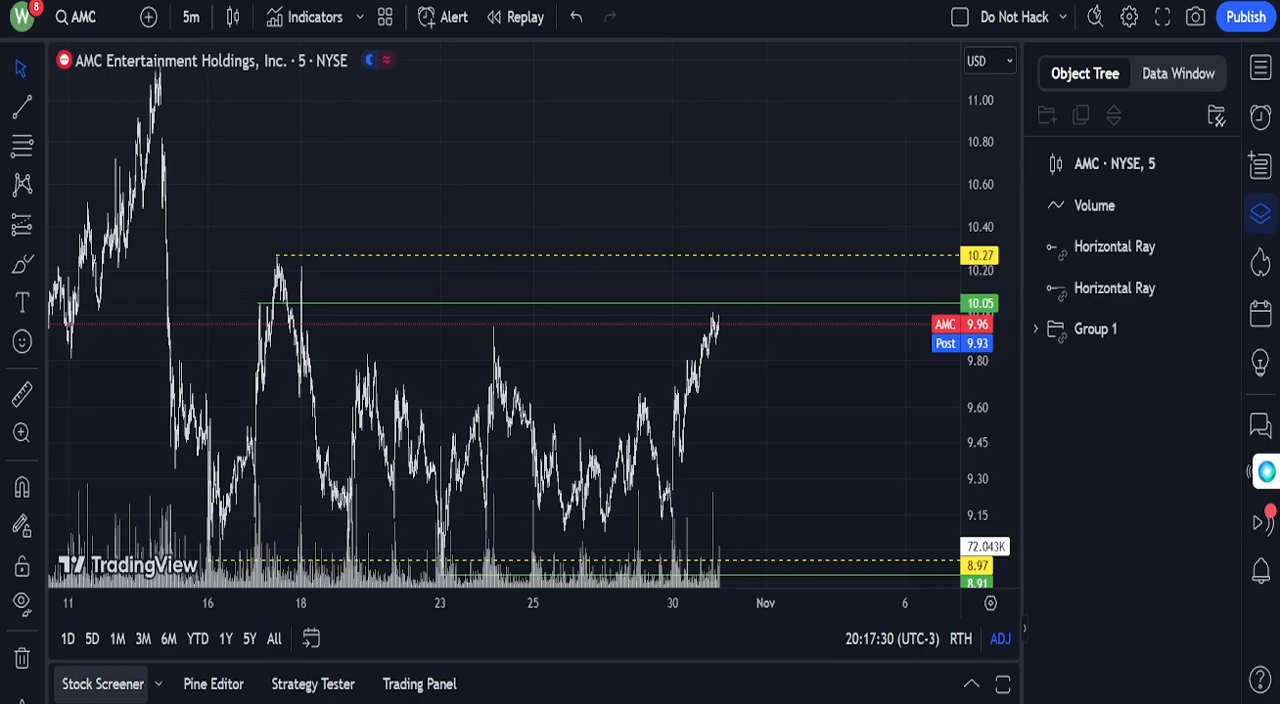 W 8 AMC 5m Indicators Alert Replay Do Not Hack Publish
AMC Entertainment Holdings, Inc. · 5 · NYSE
USD
11.00
10.80
10.60
10.40
10.27
10.20
10.05
AMC 9.96
Post 9.93
9.80
9.60
9.45
9.30
9.15
72.043K
8.97
8.91
TradingView
11 16 18 23 25 30 Nov 6
1D 5D 1M 3M 6M YTD 1Y 5Y All 20:17:30 (UTC-3) RTH ADJ
Stock Screener Pine Editor Strategy Tester Trading Panel
Object Tree Data Window
AMC · NYSE, 5
Volume
Horizontal Ray
Horizontal Ray
Group 1